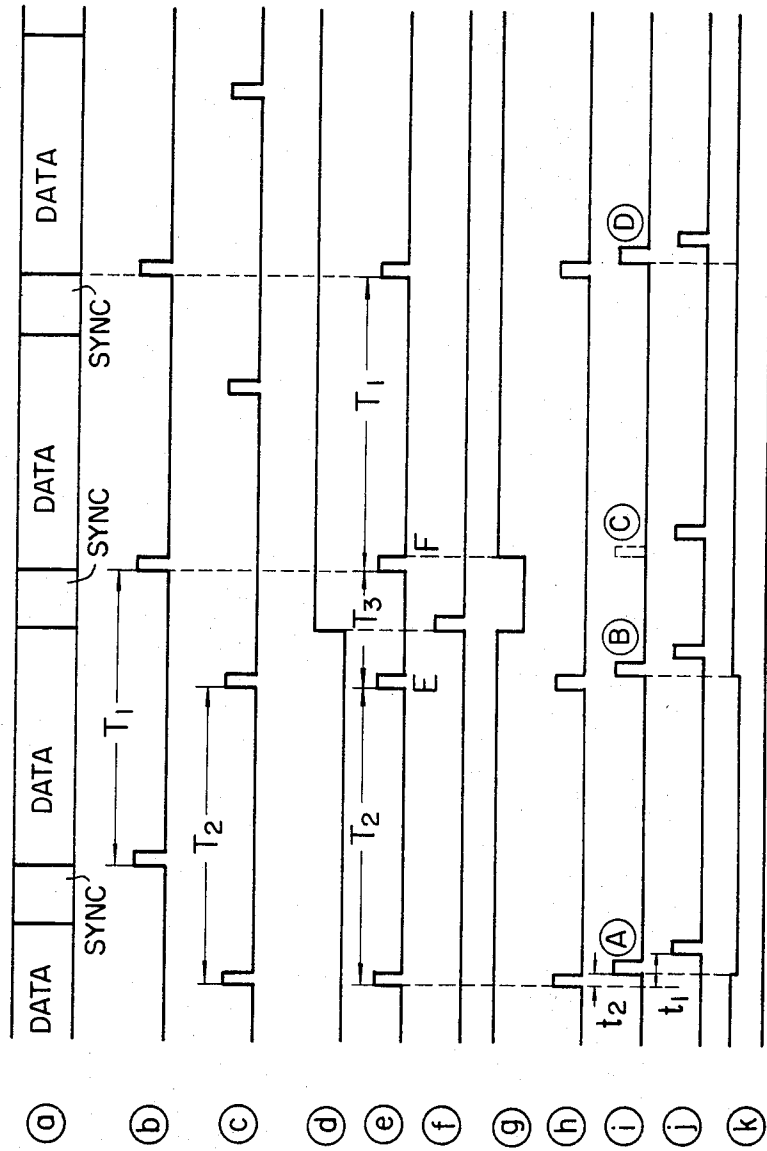 ⓐ DATA SYNC DATA SYNC DATA SYNC DATA
ⓑ T1
ⓒ T2
ⓓ
ⓔ T2 E T3 F T1
ⓕ
ⓖ
ⓗ
ⓘ t2 Ⓐ Ⓑ Ⓒ Ⓓ
ⓙ t1
ⓚ